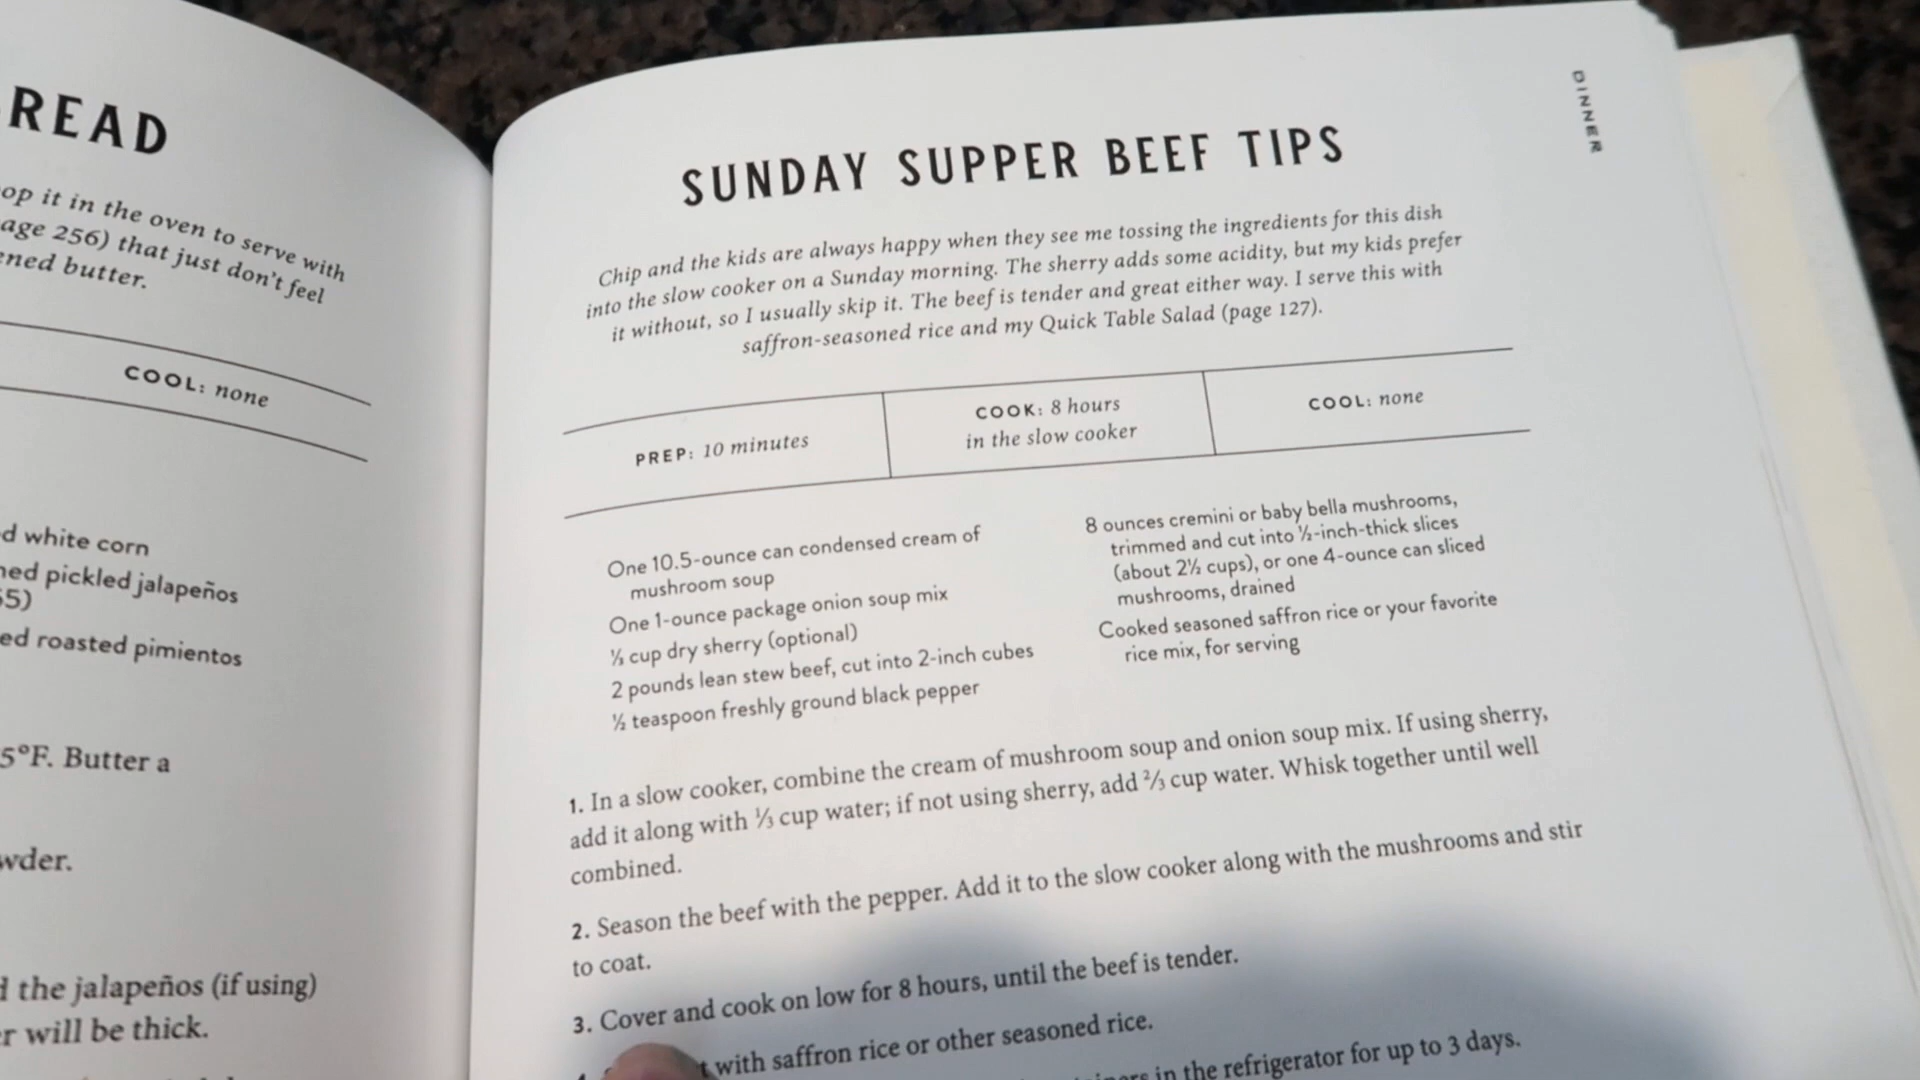 READ
op it in the oven to serve with
age 256) that just don't feel
ened butter.
COOL: none
d white corn
ned pickled jalapeños
55)
ed roasted pimientos
5°F. Butter a
wder.
d the jalapeños (if using)
r will be thick.
DINNER
SUNDAY SUPPER BEEF TIPS
Chip and the kids are always happy when they see me tossing the ingredients for this dish
into the slow cooker on a Sunday morning. The sherry adds some acidity, but my kids prefer
it without, so I usually skip it. The beef is tender and great either way. I serve this with
saffron-seasoned rice and my Quick Table Salad (page 127).
PREP: 10 minutes
COOK: 8 hours
in the slow cooker
COOL: none
One 10.5-ounce can condensed cream of
mushroom soup
One 1-ounce package onion soup mix
⅓ cup dry sherry (optional)
2 pounds lean stew beef, cut into 2-inch cubes
½ teaspoon freshly ground black pepper
8 ounces cremini or baby bella mushrooms,
trimmed and cut into ½-inch-thick slices
(about 2½ cups), or one 4-ounce can sliced
mushrooms, drained
Cooked seasoned saffron rice or your favorite
rice mix, for serving
1. In a slow cooker, combine the cream of mushroom soup and onion soup mix. If using sherry,
add it along with ⅓ cup water; if not using sherry, add ⅔ cup water. Whisk together until well
combined.
2. Season the beef with the pepper. Add it to the slow cooker along with the mushrooms and stir
to coat.
3. Cover and cook on low for 8 hours, until the beef is tender.
with saffron rice or other seasoned rice.
in the refrigerator for up to 3 days.